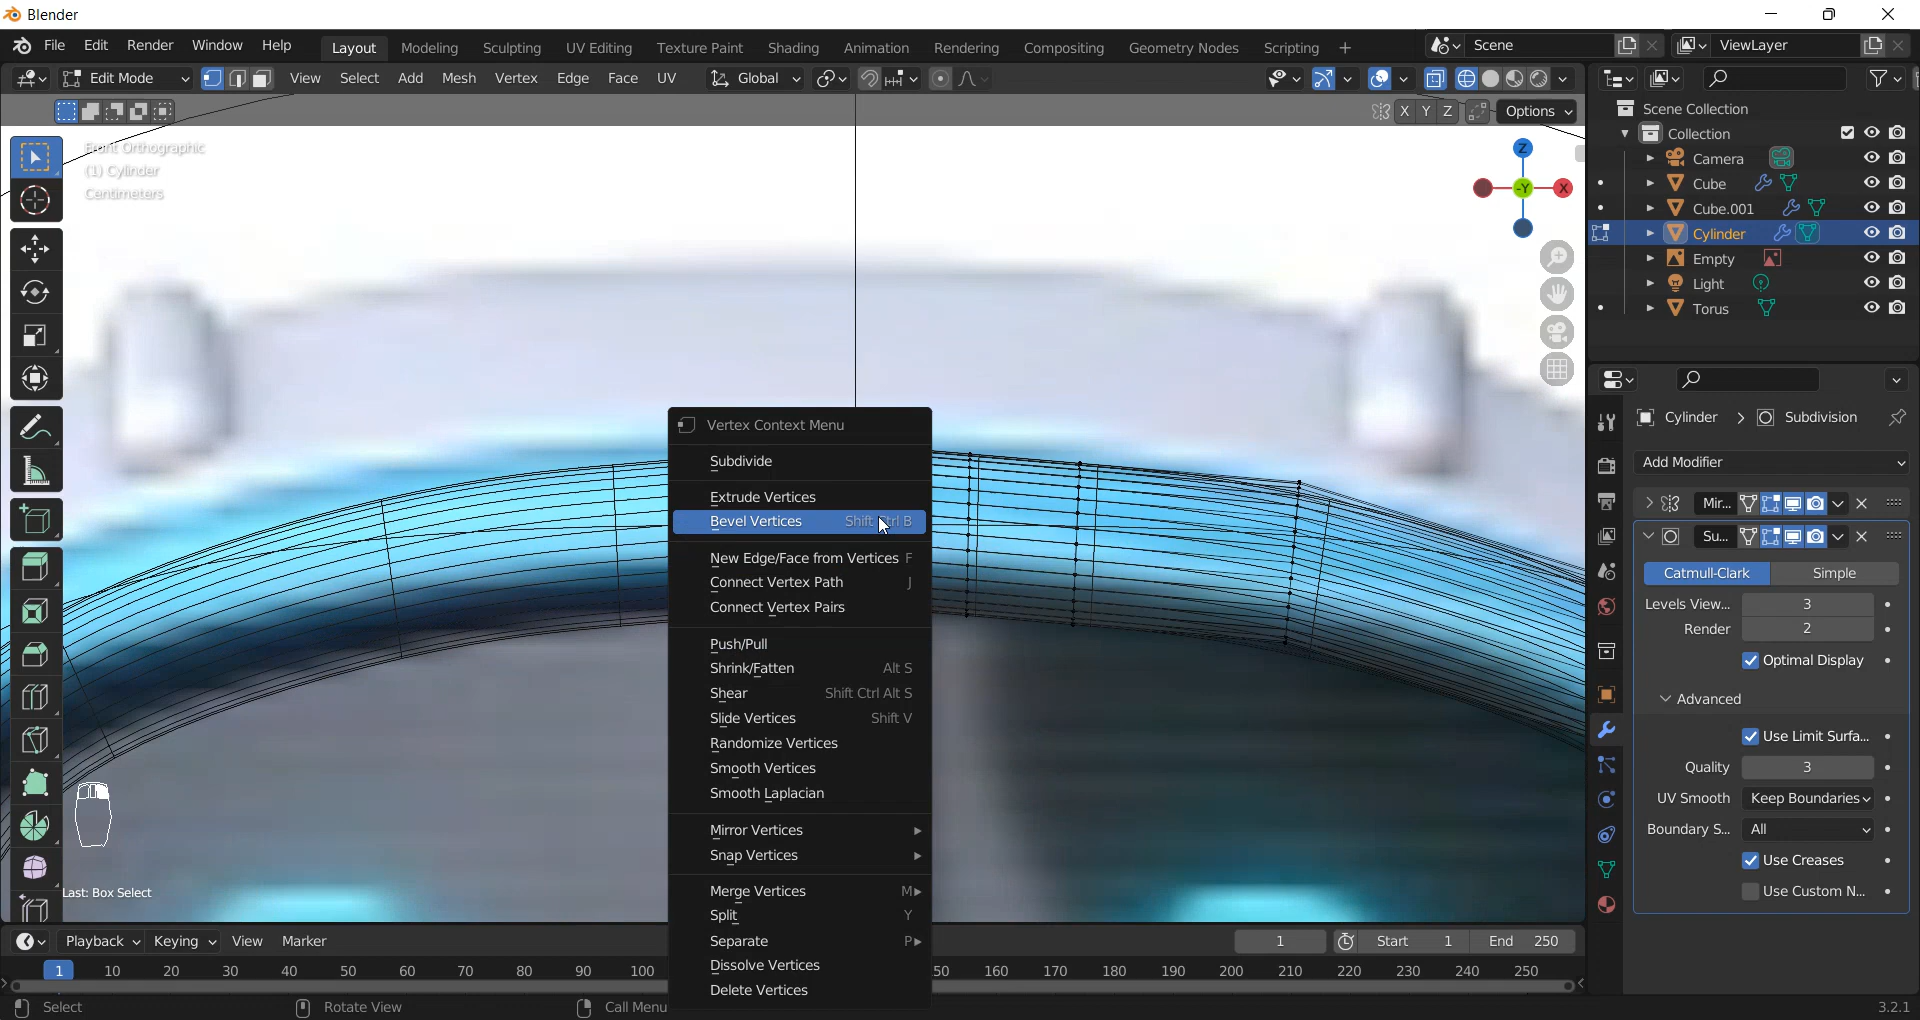 Blender
File Edit Render Window Help
Layout Modeling Sculpting UV Editing Texture Paint Shading Animation Rendering Compositing Geometry Nodes Scripting +
Scene
ViewLayer
Edit Mode
View Select Add Mesh Vertex Edge Face UV
Global
X Y Z
Options
Front Orthographic
(1) Cylinder
Centimeters
Z
-Y
X
Vertex Context Menu
Subdivide
Extrude Vertices
Bevel Vertices Shift Ctrl B
New Edge/Face from Vertices F
Connect Vertex Path J
Connect Vertex Pairs
Push/Pull
Shrink/Fatten Alt S
Shear Shift Ctrl Alt S
Slide Vertices Shift V
Randomize Vertices
Smooth Vertices
Smooth Laplacian
Mirror Vertices
Snap Vertices
Merge Vertices M
Split Y
Separate P
Dissolve Vertices
Delete Vertices
Last: Box Select
Scene Collection
Collection
Camera
Cube
Cube.001
Cylinder
Empty
Light
Torus
Cylinder > Subdivision
Add Modifier
Mir...
Su...
Catmull-Clark Simple
Levels View... 3
Render 2
Optimal Display
Advanced
Use Limit Surfa...
Quality 3
UV Smooth Keep Boundaries
Boundary S... All
Use Creases
Use Custom N...
Playback Keying View Marker
1 Start 1 End 250
1 10 20 30 40 50 60 70 80 90 100 50 160 170 180 190 200 210 220 230 240 250
Select Rotate View Call Menu 3.2.1